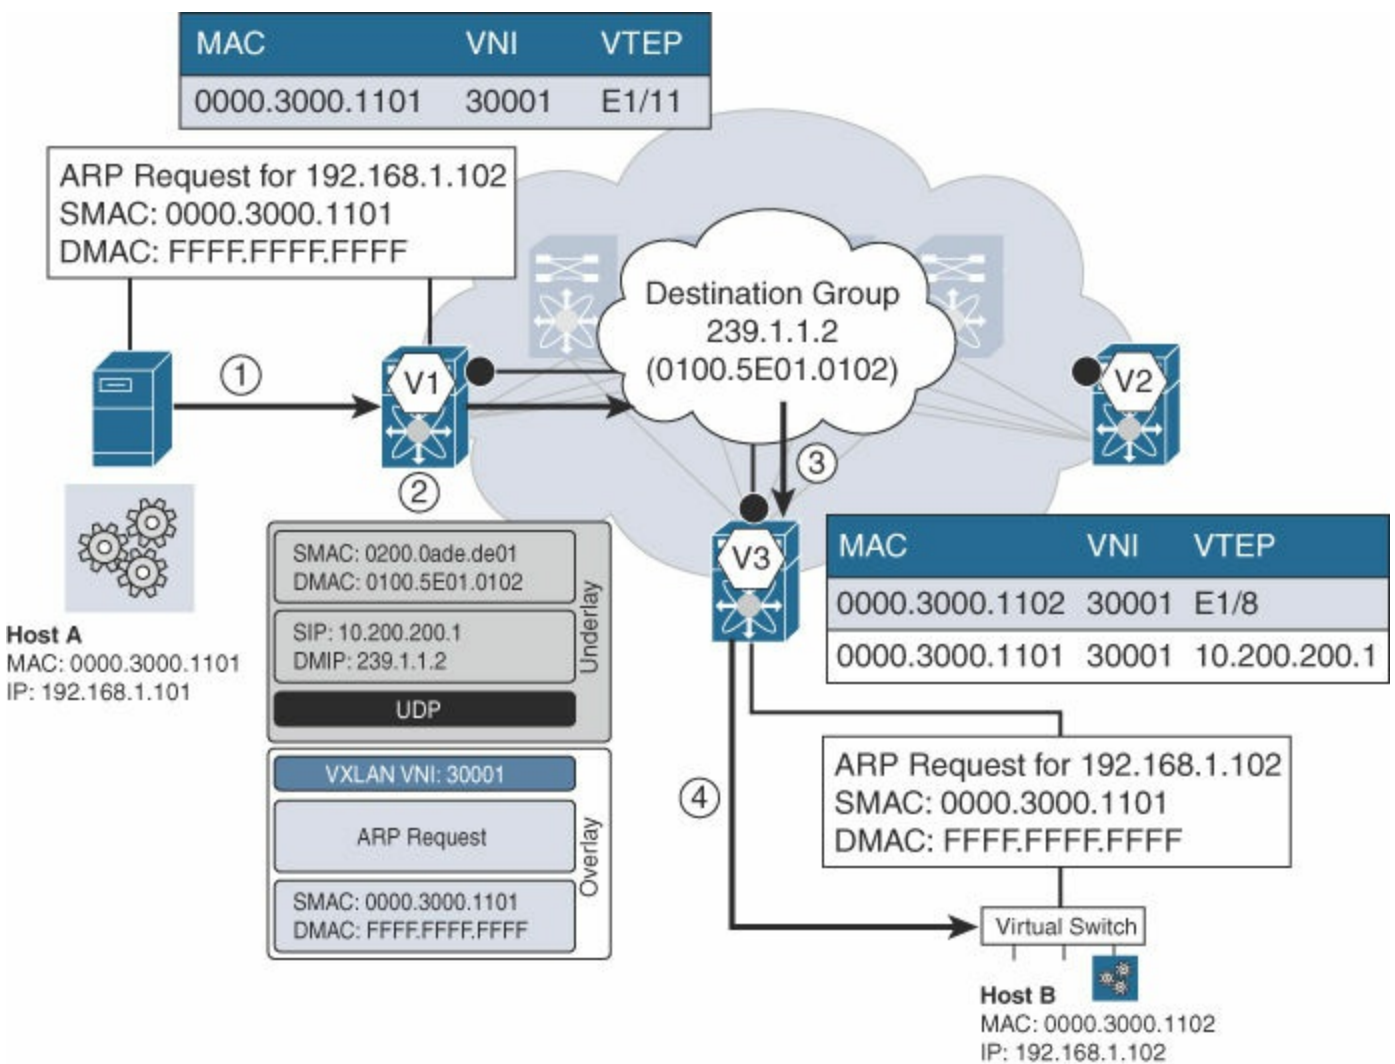 MAC VNI VTEP
0000.3000.1101 30001 E1/11
ARP Request for 192.168.1.102
SMAC: 0000.3000.1101
DMAC: FFFF.FFFF.FFFF
Destination Group
239.1.1.2
(0100.5E01.0102)
1
V1
V2
2
3
SMAC: 0200.0ade.de01
DMAC: 0100.5E01.0102
SIP: 10.200.200.1
DMIP: 239.1.1.2
UDP
Underlay
VXLAN VNI: 30001
ARP Request
SMAC: 0000.3000.1101
DMAC: FFFF.FFFF.FFFF
Overlay
Host A
MAC: 0000.3000.1101
IP: 192.168.1.101
V3
MAC VNI VTEP
0000.3000.1102 30001 E1/8
0000.3000.1101 30001 10.200.200.1
4
ARP Request for 192.168.1.102
SMAC: 0000.3000.1101
DMAC: FFFF.FFFF.FFFF
Virtual Switch
Host B
MAC: 0000.3000.1102
IP: 192.168.1.102